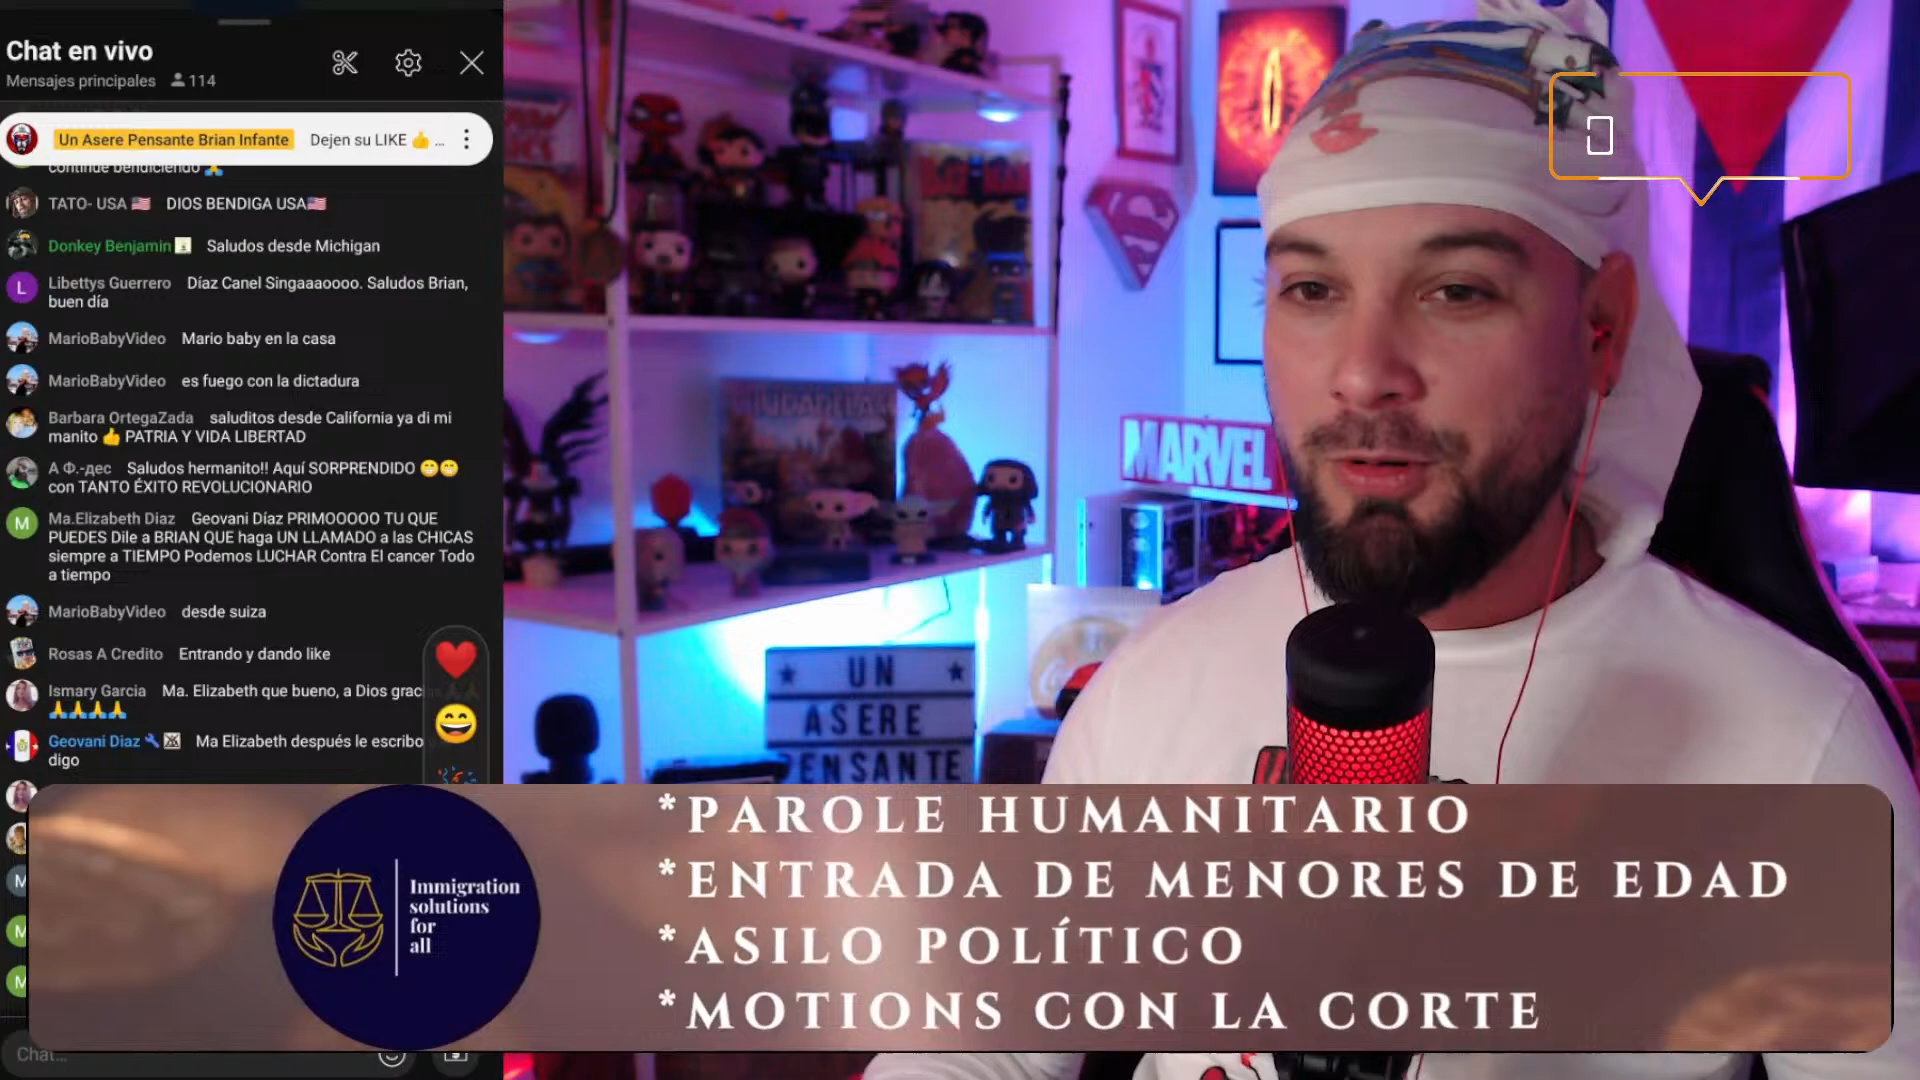 Chat en vivo
Mensajes principales 114
Un Asere Pensante Brian Infante Dejen su LIKE 👍 ...
continúe bendiciendo 🙏
TATO- USA 🇺🇸 DIOS BENDIGA USA🇺🇸
Donkey Benjamin Saludos desde Michigan
Libettys Guerrero Díaz Canel Singaaaoooo. Saludos Brian,
buen día
MarioBabyVideo Mario baby en la casa
MarioBabyVideo es fuego con la dictadura
Barbara OrtegaZada saluditos desde California ya di mi
manito 👍 PATRIA Y VIDA LIBERTAD
А Ф.-дес Saludos hermanito!! Aquí SORPRENDIDO 😁😁
con TANTO ÉXITO REVOLUCIONARIO
Ma.Elizabeth Diaz Geovani Díaz PRIMOOOOO TU QUE
PUEDES Dile a BRIAN QUE haga UN LLAMADO a las CHICAS
siempre a TIEMPO Podemos LUCHAR Contra El cancer Todo
a tiempo
MarioBabyVideo desde suiza
Rosas A Credito Entrando y dando like
Ismary Garcia Ma. Elizabeth que bueno, a Dios graci
🙏🙏🙏🙏
Geovani Diaz Ma Elizabeth después le escribo
digo
Chat...
MARVEL
UN
ASERE
PENSANTE
Immigration
solutions
for
all
*PAROLE HUMANITARIO
*ENTRADA DE MENORES DE EDAD
*ASILO POLÍTICO
*MOTIONS CON LA CORTE